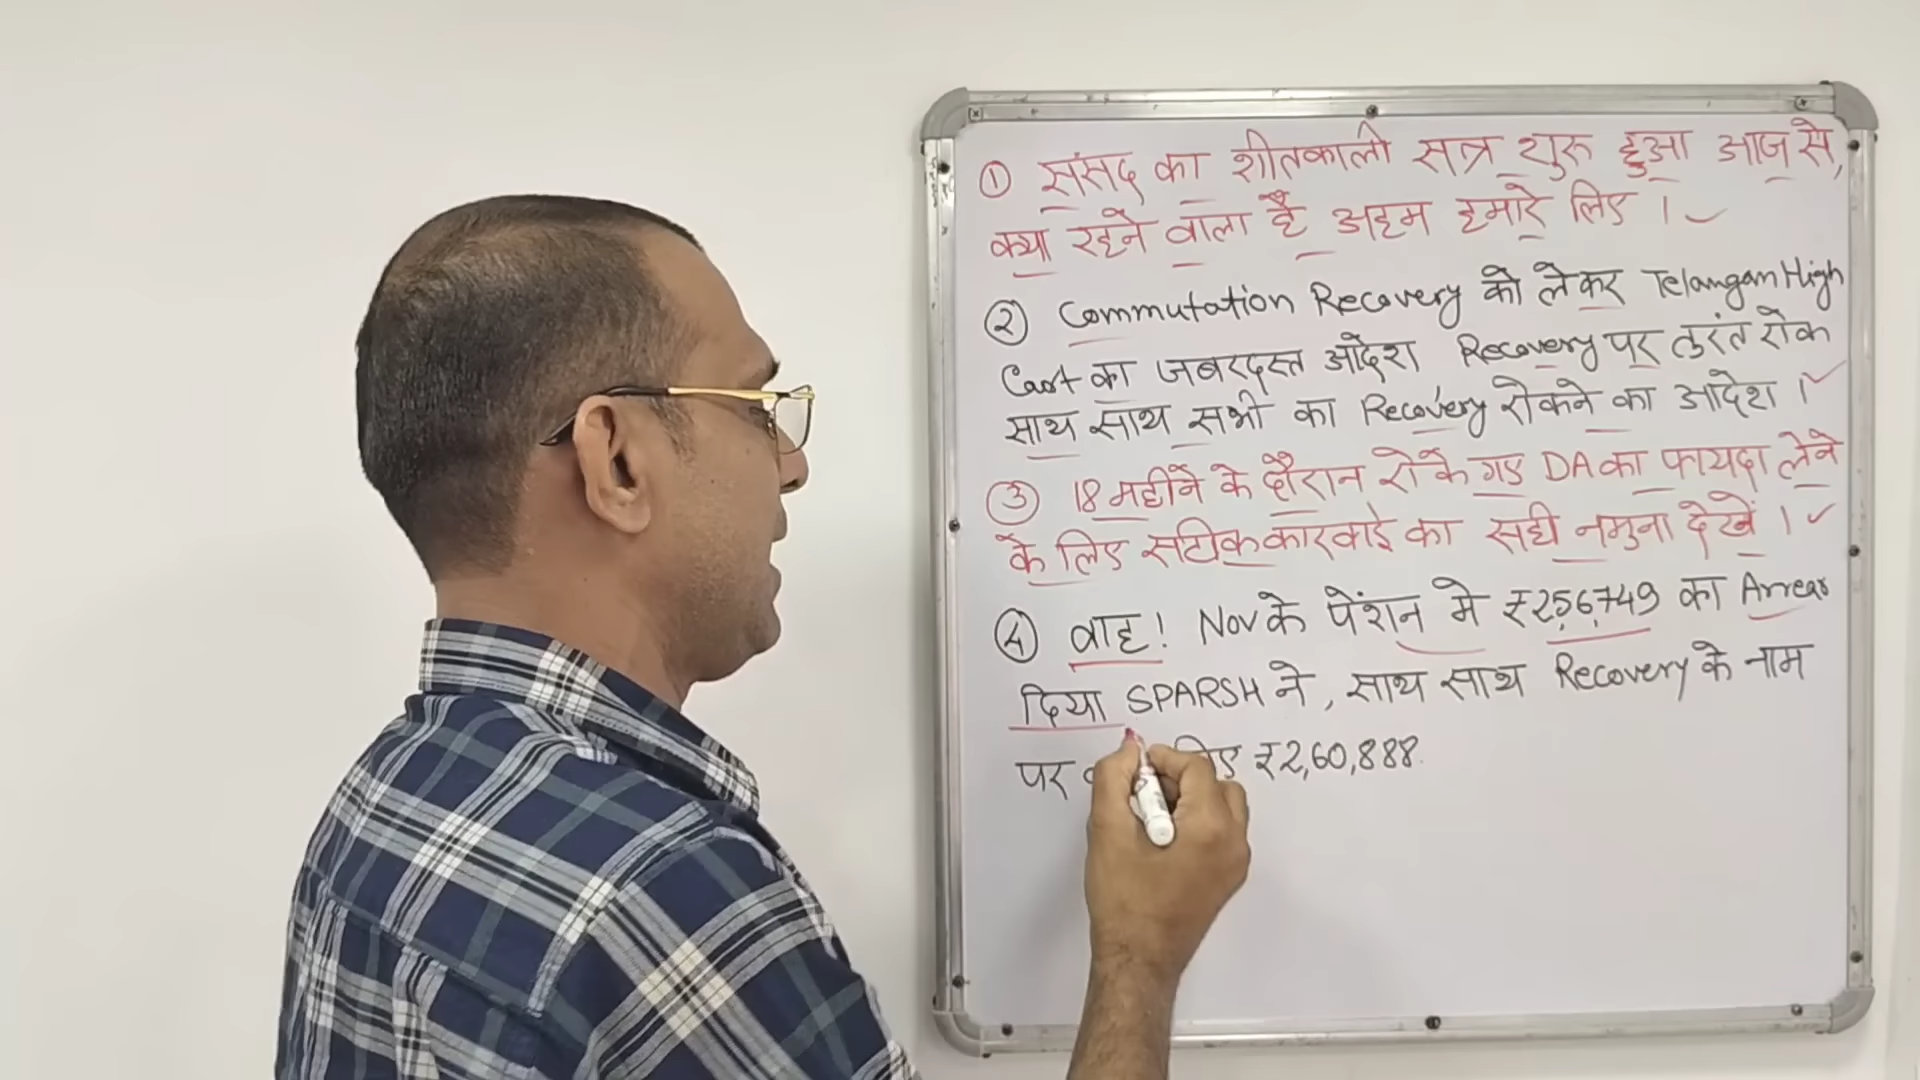 ① संसद का शीतकाली सत्र शुरू हुआ आज से,
क्या रहने वाला है अहम हमारे लिए ।
② Commutation Recovery को लेकर Telangam High
Court का जबरदस्त आदेश Recovery पर तुरंत रोक
साथ साथ सभी का Recovery रोकने का आदेश ।
③ 18 महीने के दौरान रोके गए DA का फायदा लेने
के लिए सटीक कारवाई का सही नमुना देखें ।
④ वाह! Nov के पेंशन मे ₹2,56,749 का Arrear
दिया SPARSH ने, साथ साथ Recovery के नाम
पर ₹2,60,888